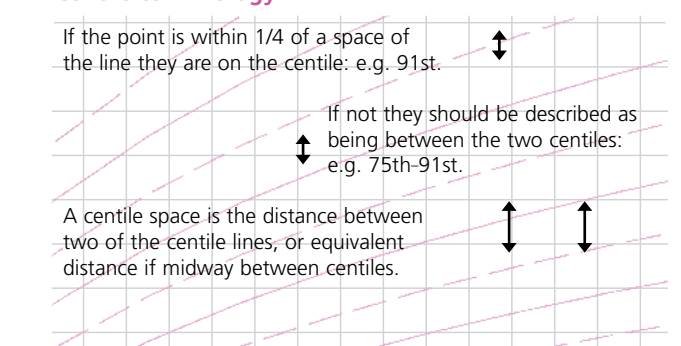 If the point is within 1/4 of a space of
the line they are on the centile: e.g. 91st.
If not they should be described as
being between the two centiles:
e.g. 75th–91st.
A centile space is the distance between
two of the centile lines, or equivalent
distance if midway between centiles.